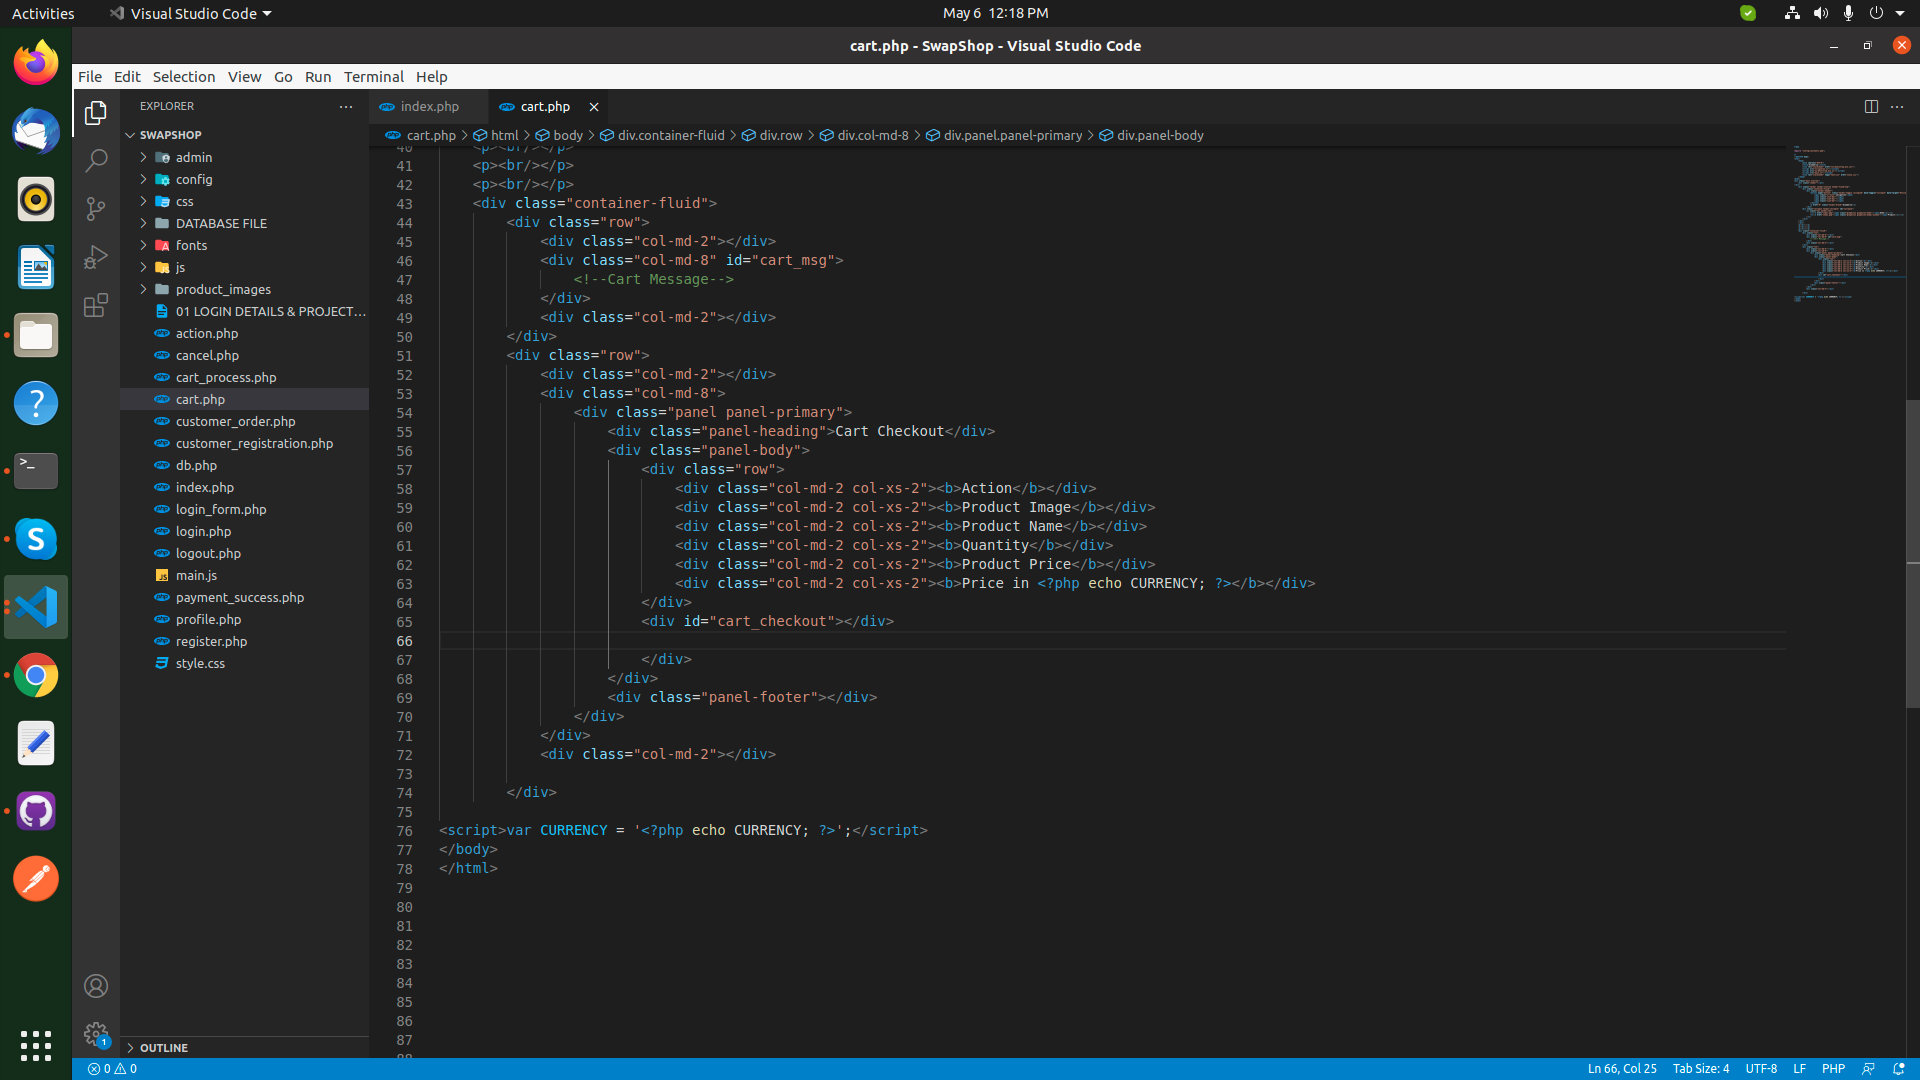 Activities Visual Studio Code May 6 12:18 PM
cart.php - SwapShop - Visual Studio Code
File Edit Selection View Go Run Terminal Help
EXPLORER
SWAPSHOP
admin
config
css
DATABASE FILE
fonts
js
product_images
01 LOGIN DETAILS & PROJECT...
action.php
cancel.php
cart_process.php
cart.php
customer_order.php
customer_registration.php
db.php
index.php
login_form.php
login.php
logout.php
main.js
payment_success.php
profile.php
register.php
style.css
OUTLINE
index.php cart.php
cart.php > html > body > div.container-fluid > div.row > div.col-md-8 > div.panel.panel-primary > div.panel-body
40 <p><br/></p>
41 <p><br/></p>
42 <p><br/></p>
43 <div class="container-fluid">
44 <div class="row">
45 <div class="col-md-2"></div>
46 <div class="col-md-8" id="cart_msg">
47 <!--Cart Message-->
48 </div>
49 <div class="col-md-2"></div>
50 </div>
51 <div class="row">
52 <div class="col-md-2"></div>
53 <div class="col-md-8">
54 <div class="panel panel-primary">
55 <div class="panel-heading">Cart Checkout</div>
56 <div class="panel-body">
57 <div class="row">
58 <div class="col-md-2 col-xs-2"><b>Action</b></div>
59 <div class="col-md-2 col-xs-2"><b>Product Image</b></div>
60 <div class="col-md-2 col-xs-2"><b>Product Name</b></div>
61 <div class="col-md-2 col-xs-2"><b>Quantity</b></div>
62 <div class="col-md-2 col-xs-2"><b>Product Price</b></div>
63 <div class="col-md-2 col-xs-2"><b>Price in <?php echo CURRENCY; ?></b></div>
64 </div>
65 <div id="cart_checkout"></div>
66
67 </div>
68 </div>
69 <div class="panel-footer"></div>
70 </div>
71 </div>
72 <div class="col-md-2"></div>
73
74 </div>
75
76 <script>var CURRENCY = '<?php echo CURRENCY; ?>';</script>
77 </body>
78 </html>
79
80
81
82
83
84
85
86
87
88
0 0 Ln 66, Col 25 Tab Size: 4 UTF-8 LF PHP